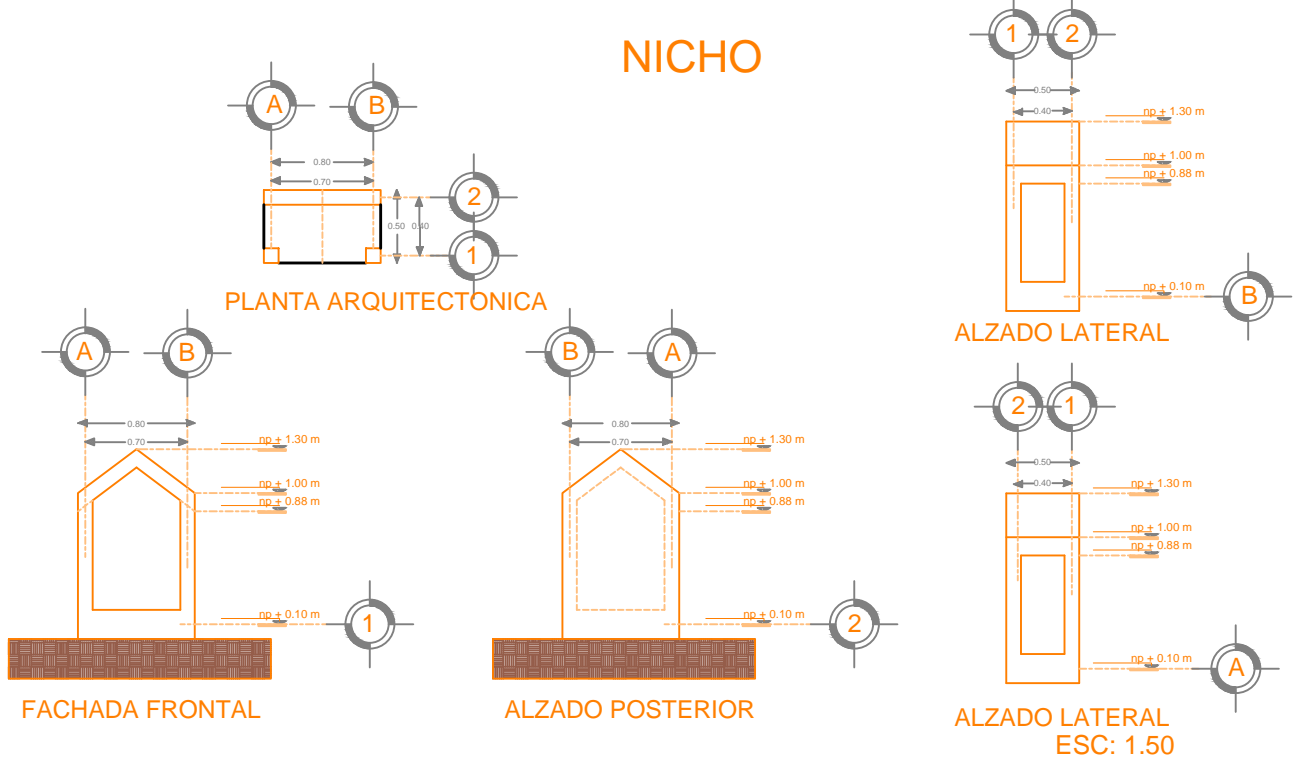 NICHO
A
B
0.80
0.70
2
0.50
0.40
1
PLANTA ARQUITECTONICA
1
2
0.50
0.40
np + 1.30 m
np + 1.00 m
np + 0.88 m
np + 0.10 m
B
ALZADO LATERAL
A
B
0.80
0.70
np + 1.30 m
np + 1.00 m
np + 0.88 m
np + 0.10 m
1
FACHADA FRONTAL
B
A
0.80
0.70
np + 1.30 m
np + 1.00 m
np + 0.88 m
np + 0.10 m
2
ALZADO POSTERIOR
2
1
0.50
0.40
np + 1.30 m
np + 1.00 m
np + 0.88 m
np + 0.10 m
A
ALZADO LATERAL
ESC: 1.50